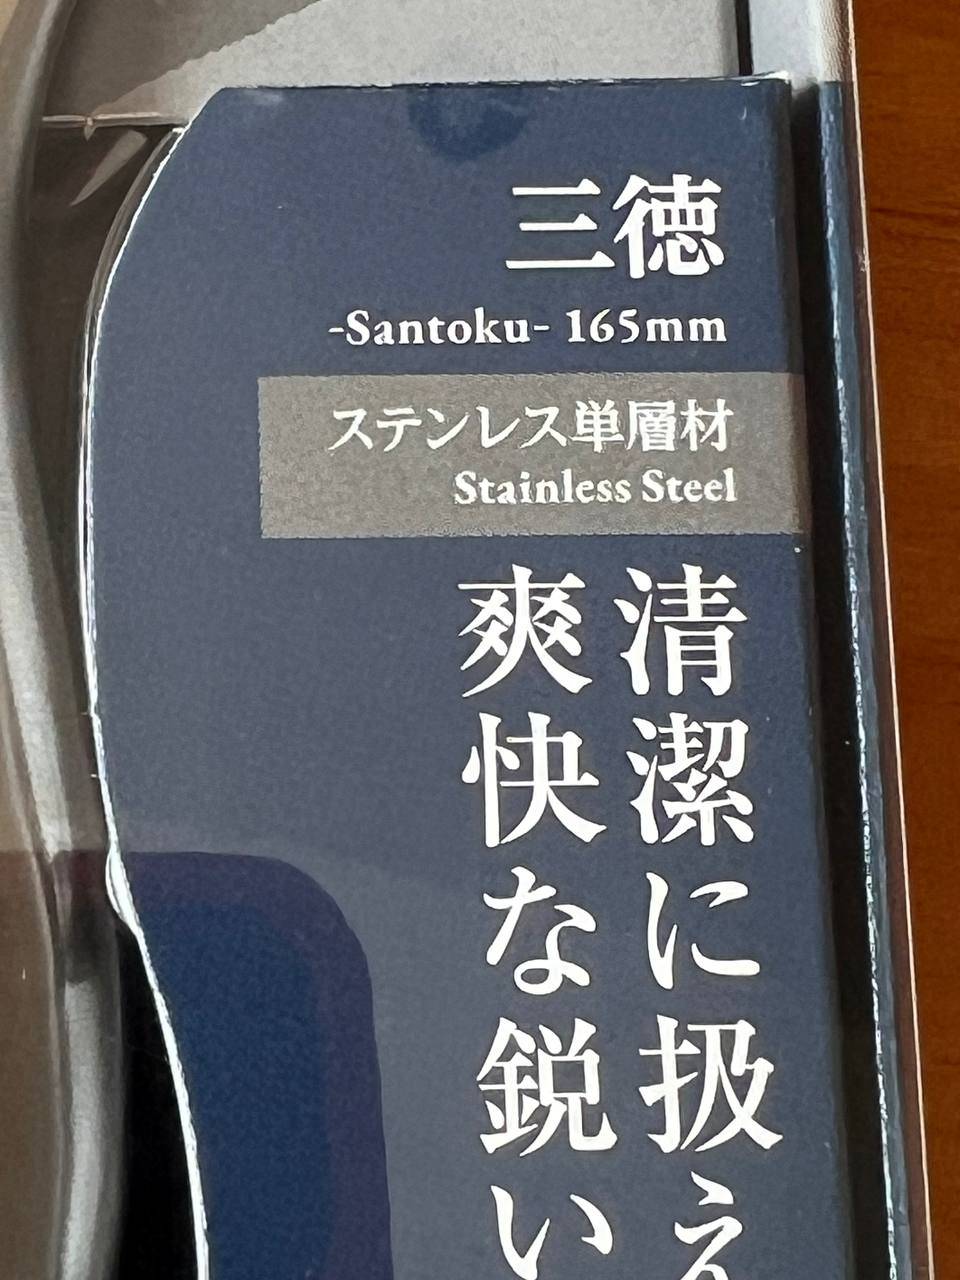 三徳
-Santoku- 165mm
ステンレス単層材
Stainless Steel
清潔に扱え
爽快な鋭い